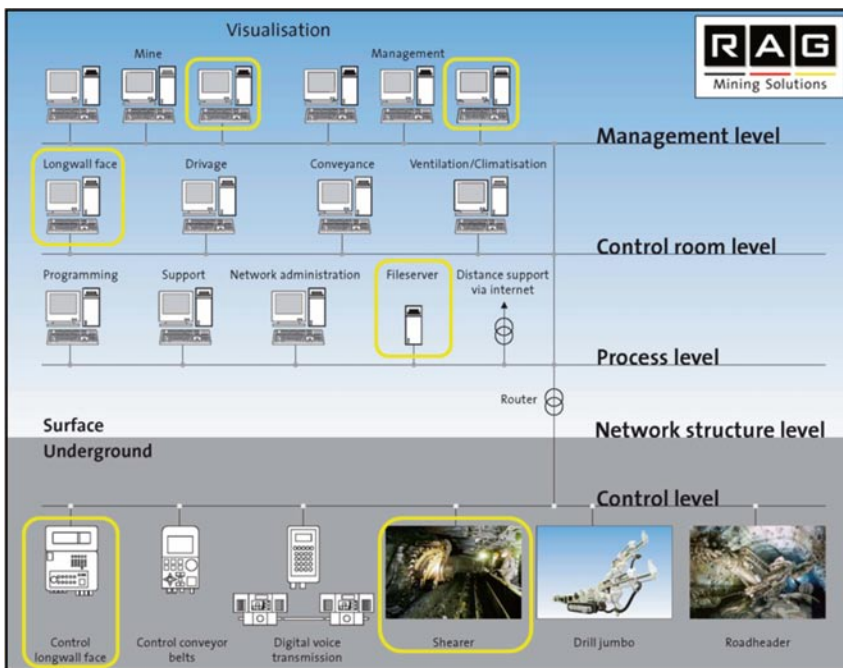 Visualisation
RAG
Mining Solutions
Mine
Management
Management level
Longwall face
Drivage
Conveyance
Ventilation/Climatisation
Control room level
Programming
Support
Network administration
Fileserver
Distance support
via internet
Process level
Router
Surface
Network structure level
Underground
Control level
Control
longwall face
Control conveyor
belts
Digital voice
transmission
Shearer
Drill jumbo
Roadheader